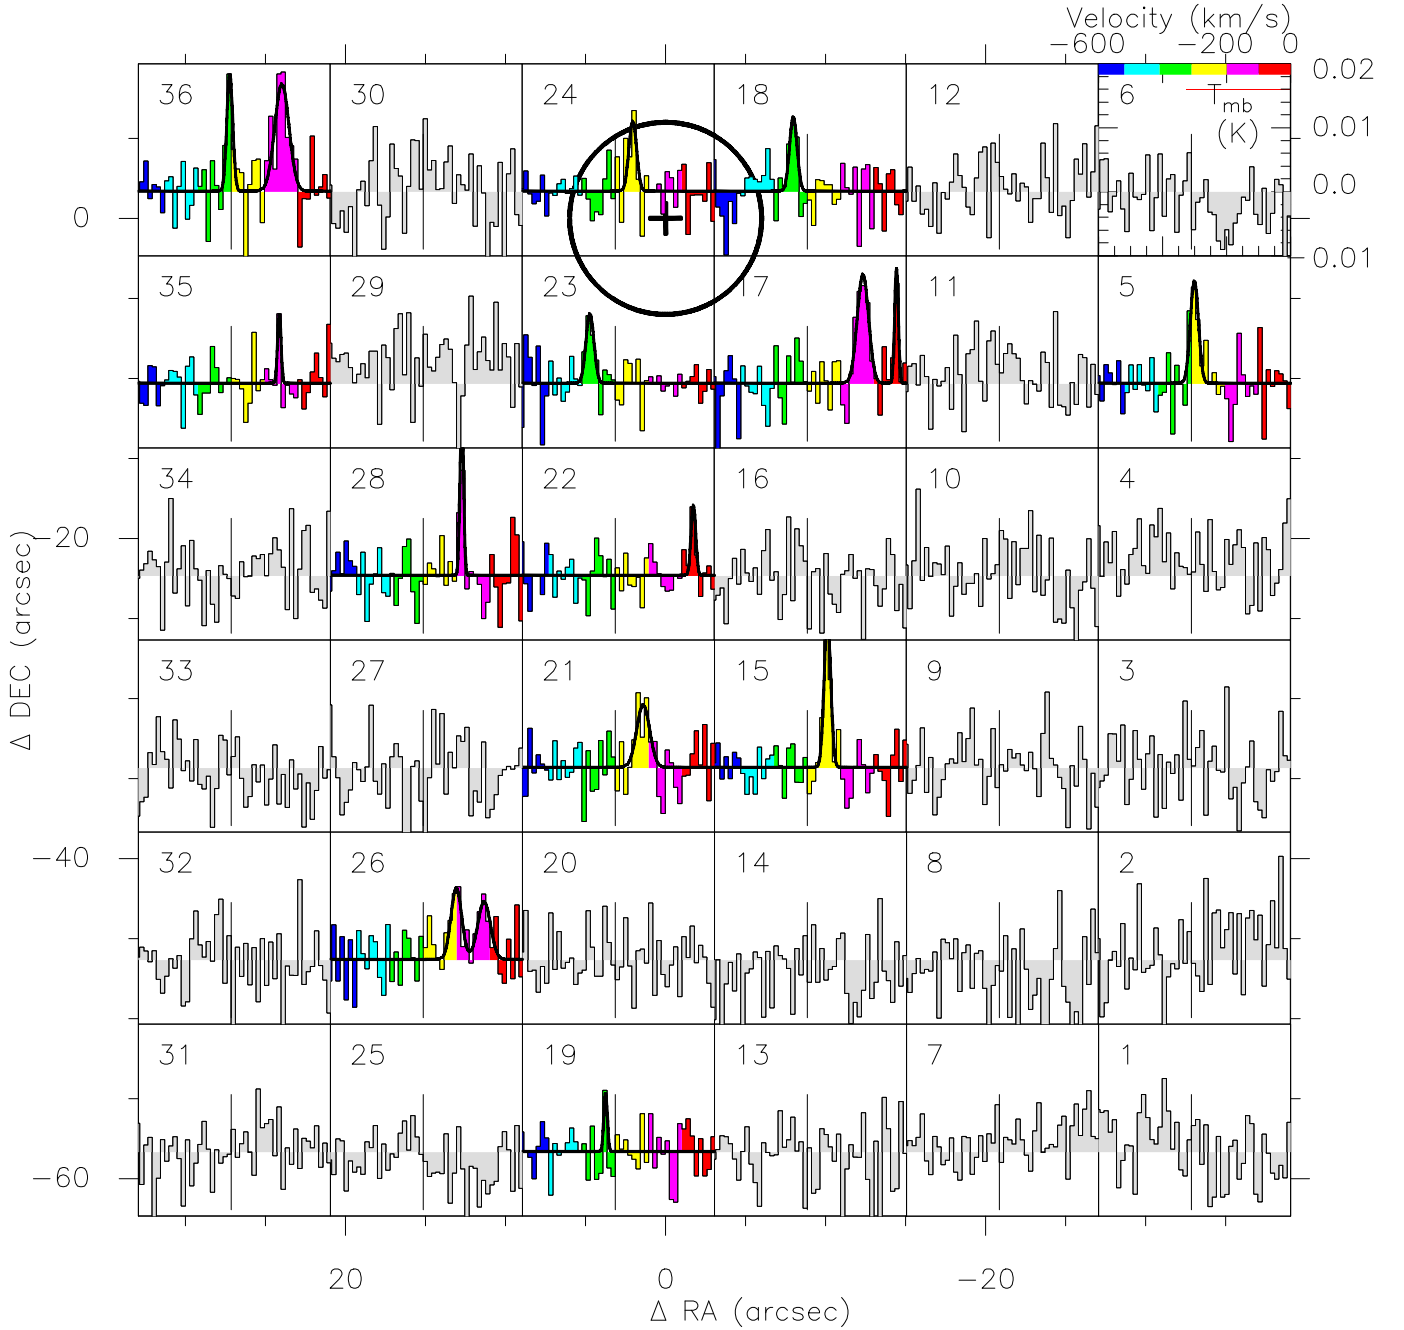 Velocity (km/s)
−600 −200 0
36 30 24 18 12 6 T mb (K) 0.02
0.01
0 0.0
0.01
35 29 23 17 11 5
−20 34 28 22 16 10 4
Δ DEC (arcsec)
33 27 21 15 9 3
−40 32 26 20 14 8 2
31 25 19 13 7 1
−60
20 0 −20
Δ RA (arcsec)